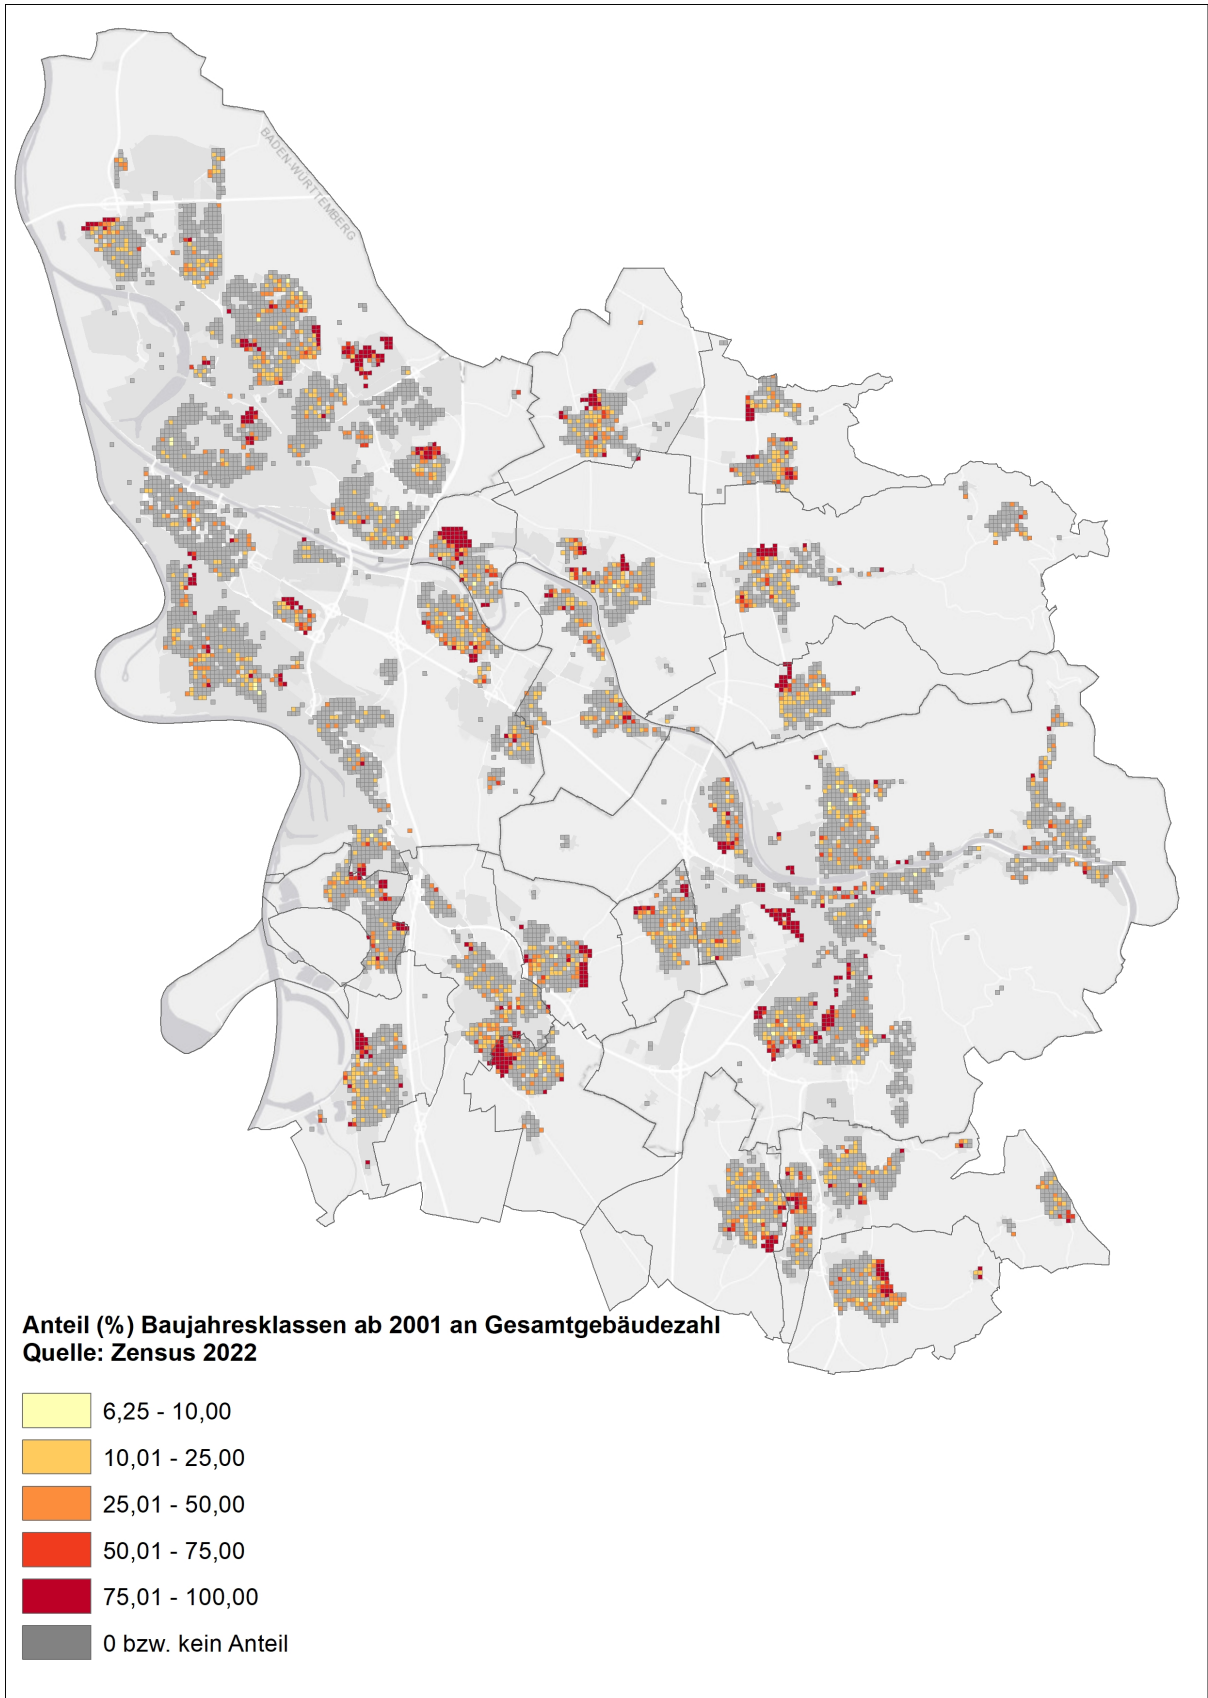 BADEN-WÜRTTEMBERG
Anteil (%) Baujahresklassen ab 2001 an Gesamtgebäudezahl
Quelle: Zensus 2022
6,25 - 10,00
10,01 - 25,00
25,01 - 50,00
50,01 - 75,00
75,01 - 100,00
0 bzw. kein Anteil